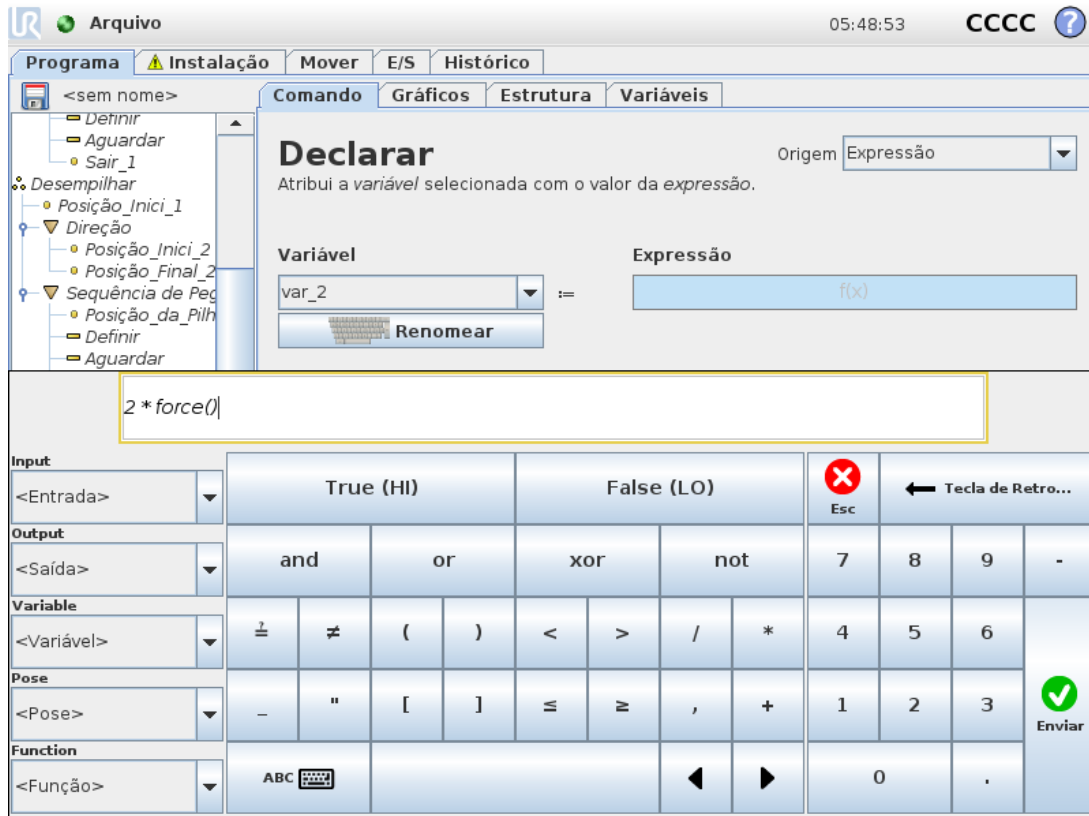 UR Arquivo 05:48:53 CCCC ?
Programa Instalação Mover E/S Histórico
<sem nome> Comando Gráficos Estrutura Variáveis
Definir
Aguardar
Sair_1
Desempilhar
Posição_Inici_1
Direção
Posição_Inici_2
Posição_Final_2
Sequência de Peg
Posição_da_Pilh
Definir
Aguardar
Declarar
Origem Expressão
Atribui a variável selecionada com o valor da expressão.
Variável Expressão
var_2 := f(x)
Renomear
2 * force()
Input
<Entrada> True (HI) False (LO) Esc Tecla de Retro...
Output
<Saída> and or xor not 7 8 9 -
Variable
<Variável> ≟ ≠ ( ) < > / * 4 5 6
Pose
<Pose> _ " [ ] ≤ ≥ , + 1 2 3 Enviar
Function
<Função> ABC 0 .